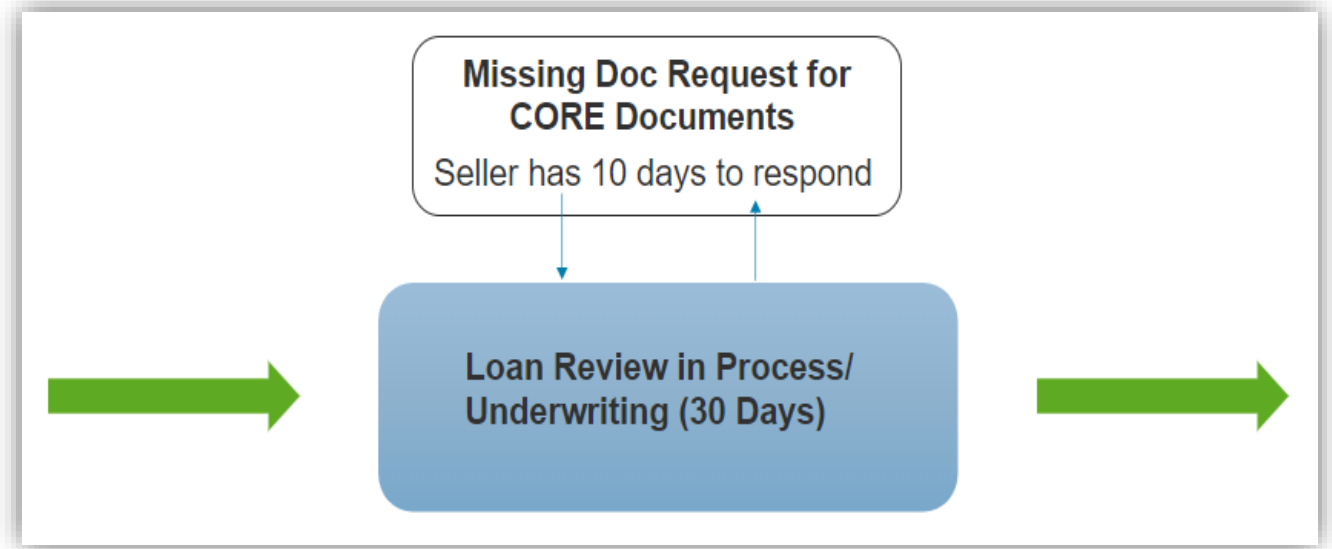 Missing Doc Request for
CORE Documents
Seller has 10 days to respond
Loan Review in Process/
Underwriting (30 Days)